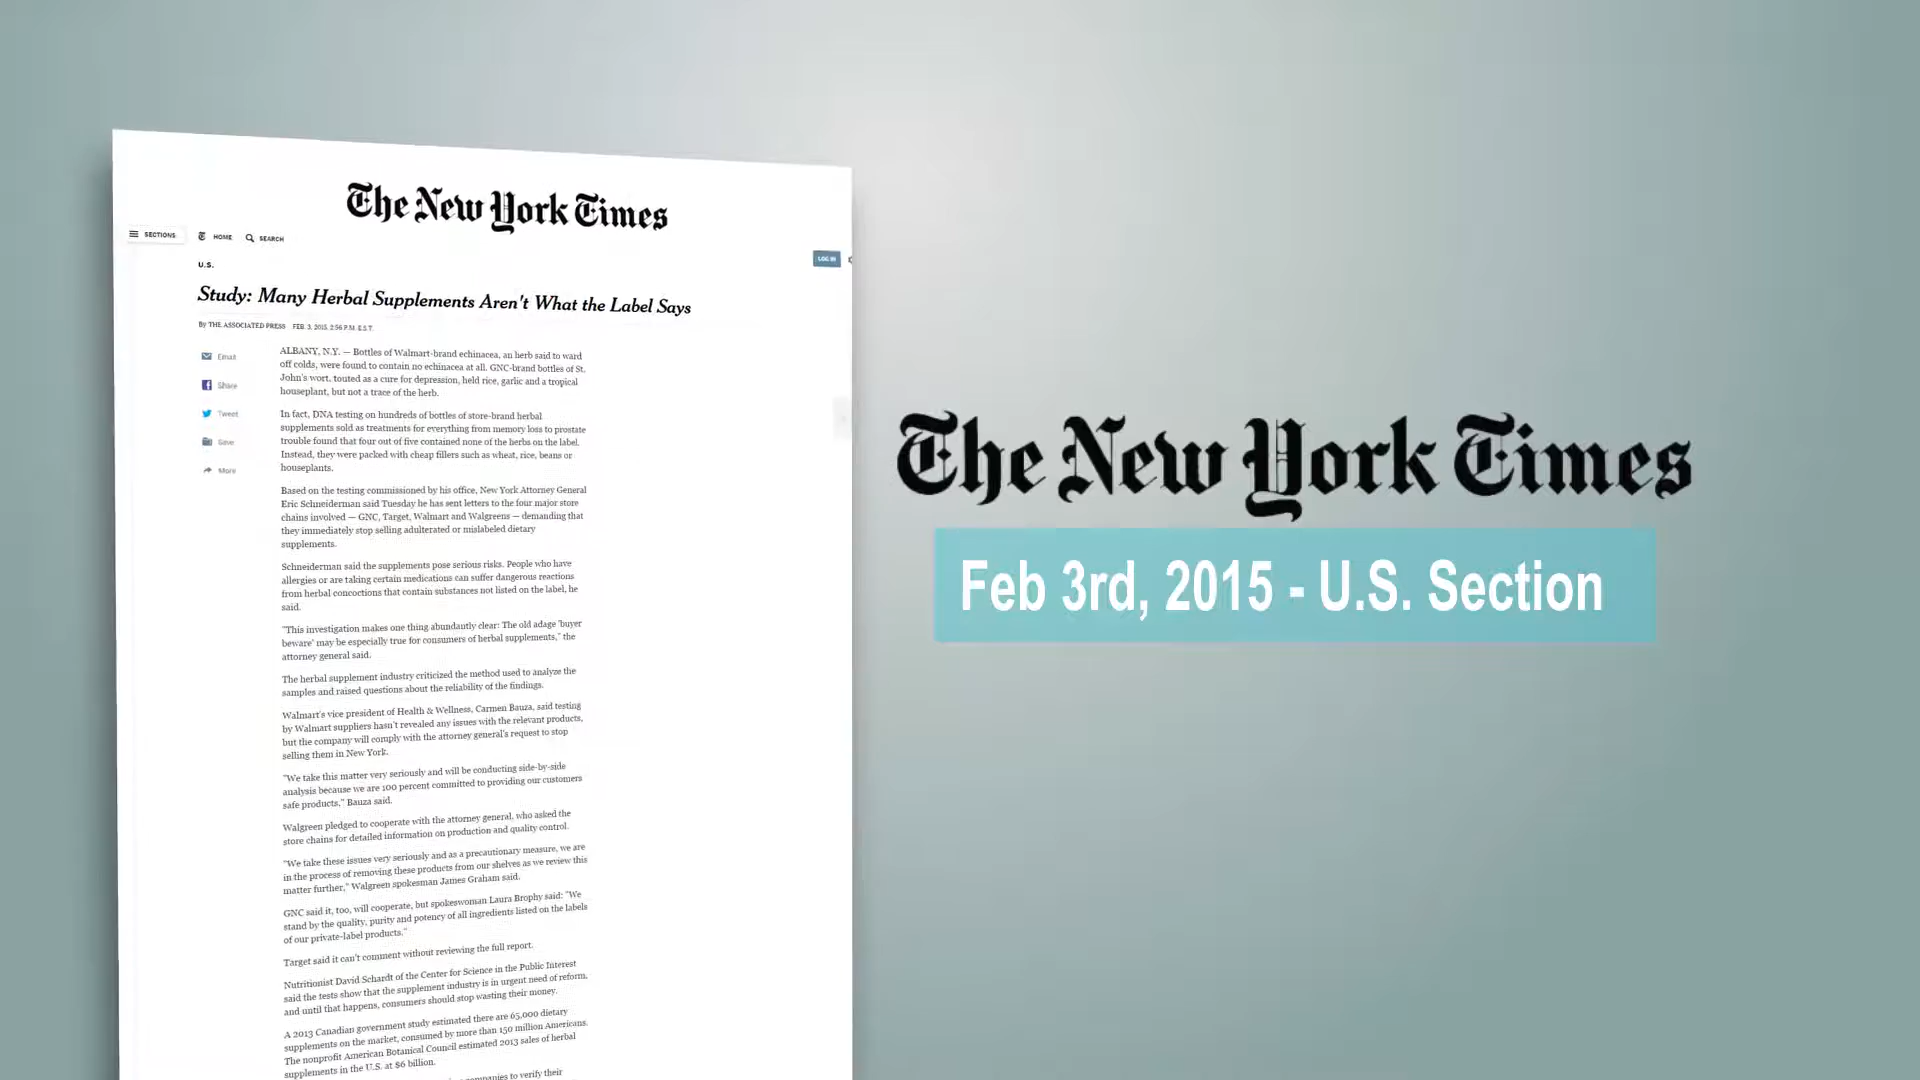 The New York Times
SECTIONS HOME SEARCH
LOG IN
U.S.
Study: Many Herbal Supplements Aren't What the Label Says
By THE ASSOCIATED PRESS FEB. 3, 2015, 2:56 P.M. E.S.T.
Email
Share
Tweet
Save
More
ALBANY, N.Y. — Bottles of Walmart-brand echinacea, an herb said to ward
off colds, were found to contain no echinacea at all. GNC-brand bottles of St.
John's wort, touted as a cure for depression, held rice, garlic and a tropical
houseplant, but not a trace of the herb.
In fact, DNA testing on hundreds of bottles of store-brand herbal
supplements sold as treatments for everything from memory loss to prostate
trouble found that four out of five contained none of the herbs on the label.
Instead, they were packed with cheap fillers such as wheat, rice, beans or
houseplants.
Based on the testing commissioned by his office, New York Attorney General
Eric Schneiderman said Tuesday he has sent letters to the four major store
chains involved — GNC, Target, Walmart and Walgreens — demanding that
they immediately stop selling adulterated or mislabeled dietary
supplements.
Schneiderman said the supplements pose serious risks. People who have
allergies or are taking certain medications can suffer dangerous reactions
from herbal concoctions that contain substances not listed on the label, he
said.
"This investigation makes one thing abundantly clear: The old adage 'buyer
beware' may be especially true for consumers of herbal supplements," the
attorney general said.
The herbal supplement industry criticized the method used to analyze the
samples and raised questions about the reliability of the findings.
Walmart's vice president of Health & Wellness, Carmen Bauza, said testing
by Walmart suppliers hasn't revealed any issues with the relevant products,
but the company will comply with the attorney general's request to stop
selling them in New York.
"We take this matter very seriously and will be conducting side-by-side
analysis because we are 100 percent committed to providing our customers
safe products," Bauza said.
Walgreen pledged to cooperate with the attorney general, who asked the
store chains for detailed information on production and quality control.
"We take these issues very seriously and as a precautionary measure, we are
in the process of removing these products from our shelves as we review this
matter further," Walgreen spokesman James Graham said.
GNC said it, too, will cooperate, but spokeswoman Laura Brophy said: "We
stand by the quality, purity and potency of all ingredients listed on the labels
of our private-label products."
Target said it can't comment without reviewing the full report.
Nutritionist David Schardt of the Center for Science in the Public Interest
said the tests show that the supplement industry is in urgent need of reform,
and until that happens, consumers should stop wasting their money.
A 2013 Canadian government study estimated there are 65,000 dietary
supplements on the market, consumed by more than 150 million Americans.
The nonprofit American Botanical Council estimated 2013 sales of herbal
supplements in the U.S. at $6 billion.
companies to verify their
The New York Times
Feb 3rd, 2015 - U.S. Section